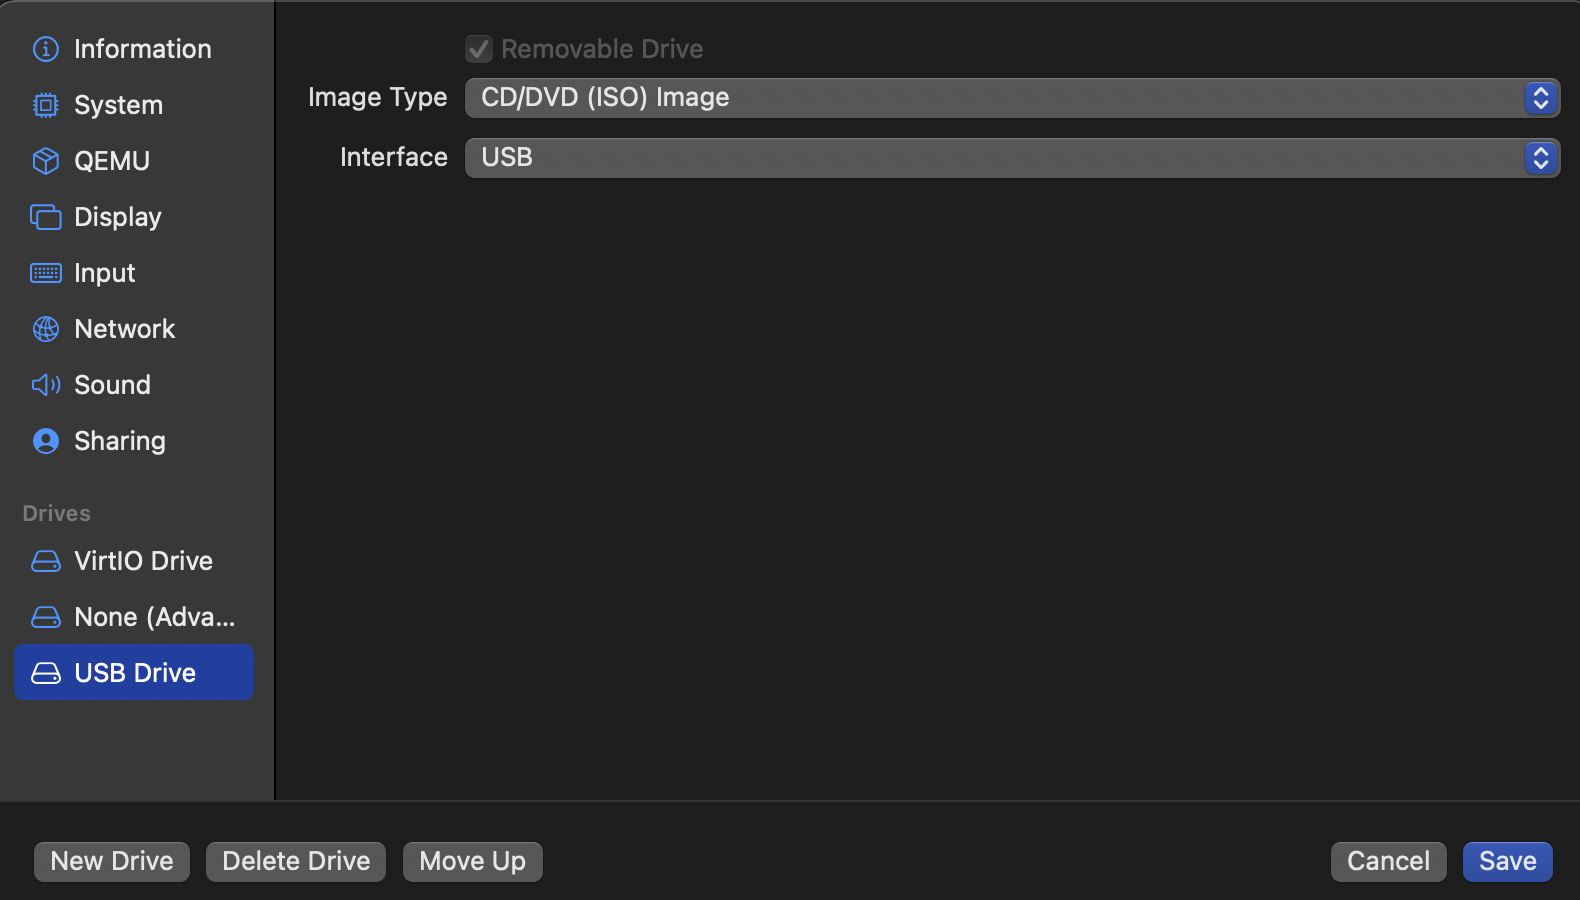 Information
System
QEMU
Display
Input
Network
Sound
Sharing
Drives
VirtIO Drive
None (Adva...
USB Drive
Removable Drive
Image Type CD/DVD (ISO) Image
Interface USB
New Drive Delete Drive Move Up Cancel Save